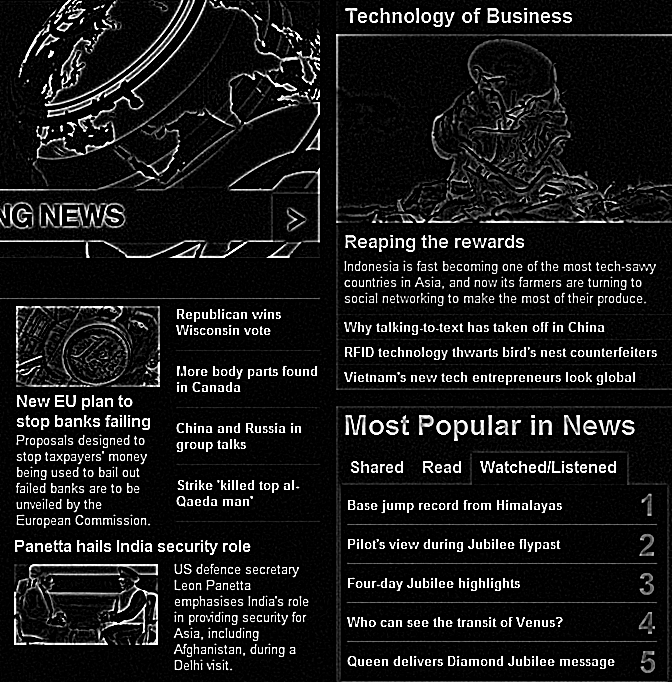 NG NEWS
Republican wins
Wisconsin vote
More body parts found
in Canada
China and Russia in
group talks
Strike 'killed top al-
Qaeda man'
New EU plan to
stop banks failing
Proposals designed to
stop taxpayers' money
being used to bail out
failed banks are to be
unveiled by the
European Commission.
Panetta hails India security role
US defence secretary
Leon Panetta
emphasises India's role
in providing security for
Asia, including
Afghanistan, during a
Delhi visit.
Technology of Business
Reaping the rewards
Indonesia is fast becoming one of the most tech-savvy
countries in Asia, and now its farmers are turning to
social networking to make the most of their produce.
Why talking-to-text has taken off in China
RFID technology thwarts bird's nest counterfeiters
Vietnam's new tech entrepreneurs look global
Most Popular in News
Shared Read Watched/Listened
Base jump record from Himalayas 1
Pilot's view during Jubilee flypast 2
Four-day Jubilee highlights 3
Who can see the transit of Venus? 4
Queen delivers Diamond Jubilee message 5